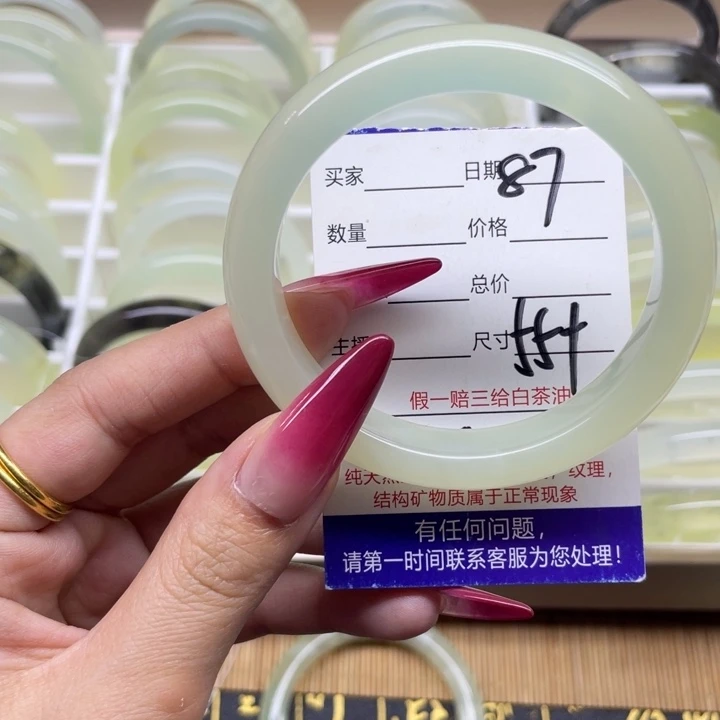 买家 日期 87
数量 价格
总价
主播 尺寸
假一赔三给白茶油
纯天然 纹理，
结构矿物质属于正常现象
有任何问题，
请第一时间联系客服为您处理！